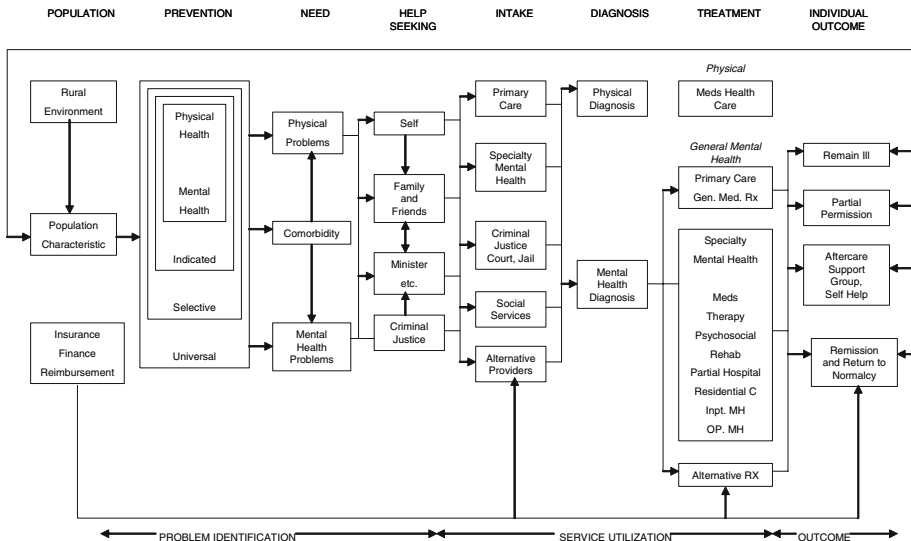 POPULATION
PREVENTION
NEED
HELP
SEEKING
INTAKE
DIAGNOSIS
TREATMENT
INDIVIDUAL
OUTCOME
Rural
Environment
Population
Characteristic
Insurance
Finance
Reimbursement
Physical
Health
Mental
Health
Indicated
Selective
Universal
Physical
Problems
Comorbidity
Mental
Health
Problems
Self
Family
and
Friends
Minister
etc.
Criminal
Justice
Primary
Care
Specialty
Mental
Health
Criminal
Justice
Court, Jail
Social
Services
Alternative
Providers
Physical
Diagnosis
Mental
Health
Diagnosis
Physical
Meds Health
Care
General Mental
Health
Primary Care
Gen. Med. Rx
Specialty
Mental Health
Meds
Therapy
Psychosocial
Rehab
Partial Hospital
Residential C
Inpt. MH
OP. MH
Alternative RX
Remain Ill
Partial
Permission
Aftercare
Support
Group,
Self Help
Remission
and Return to
Normalcy
PROBLEM IDENTIFICATION
SERVICE UTILIZATION
OUTCOME